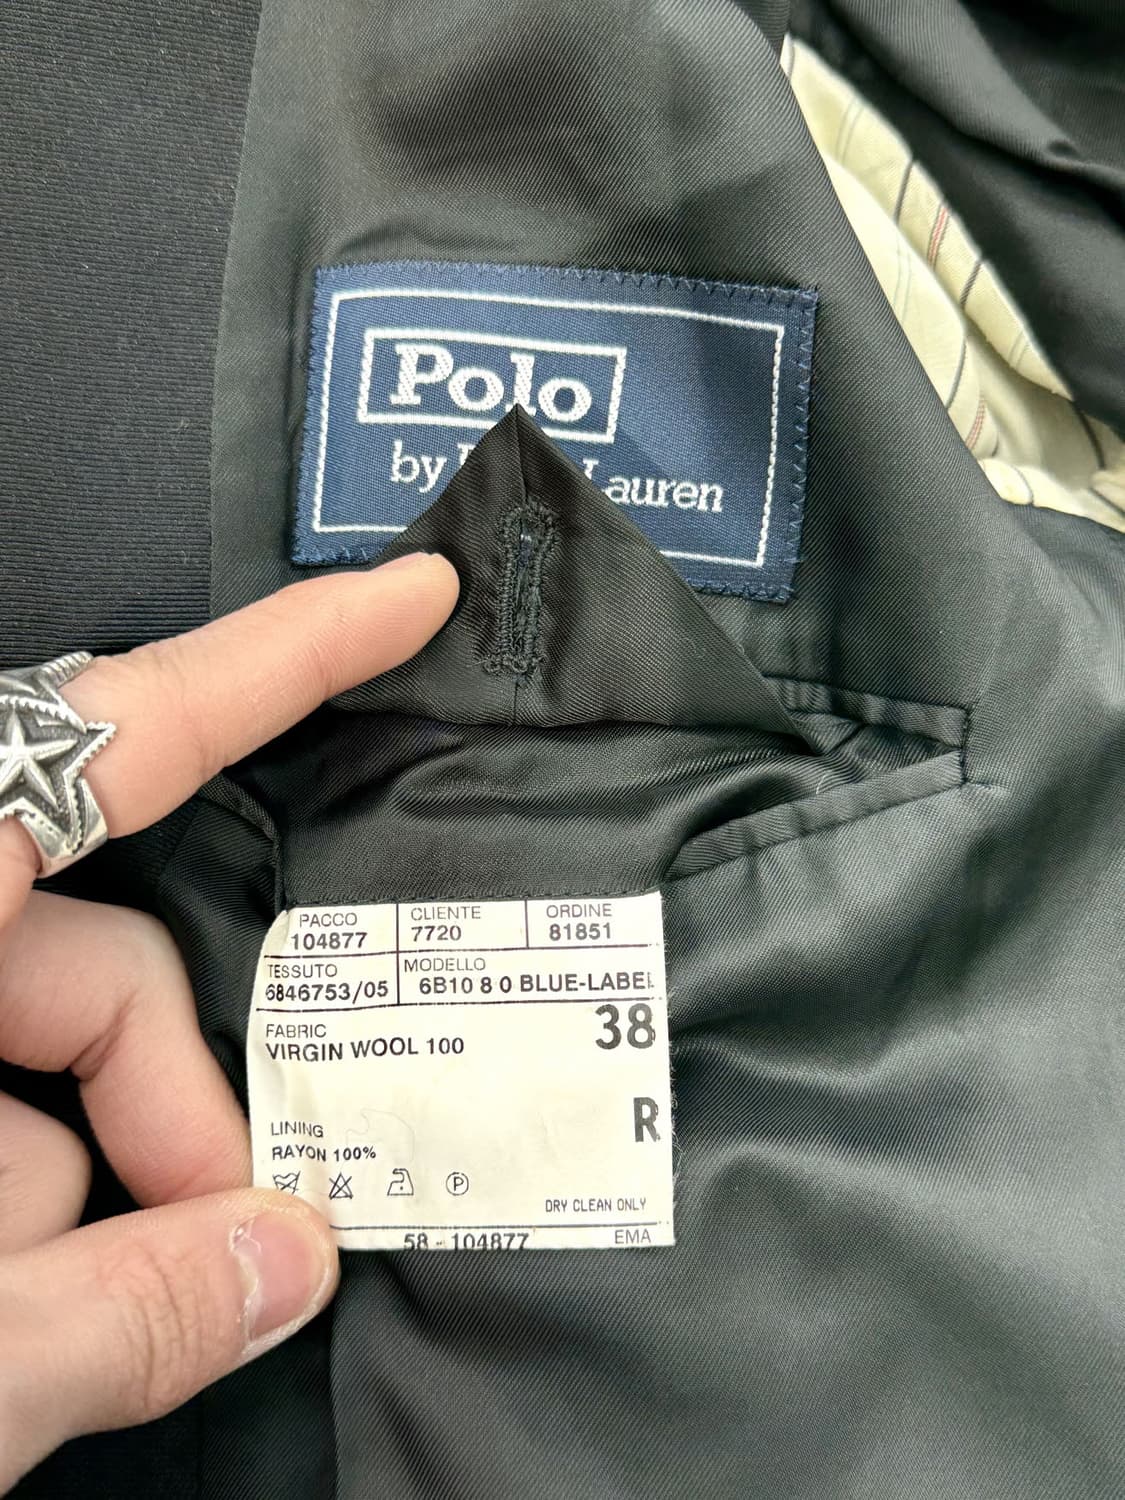 Polo
by Lauren
PACCO CLIENTE ORDINE
104877 7720 81851
TESSUTO MODELLO
6846753/05 6B10 8 0 BLUE-LABEL
FABRIC
VIRGIN WOOL 100
38
R
LINING
RAYON 100%
P
DRY CLEAN ONLY
58 - 104877 EMA